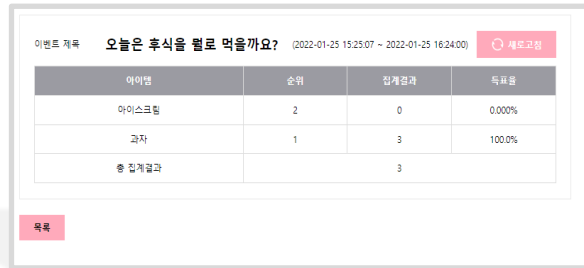 이벤트 제목 오늘은 후식을 뭘로 먹을까요? (2022-01-25 15:25:07 ~ 2022-01-25 16:24:00) 새로고침
아이템 순위 집계결과 득표율
아이스크림 2 0 0.000%
과자 1 3 100.0%
총 집계결과 3
목록